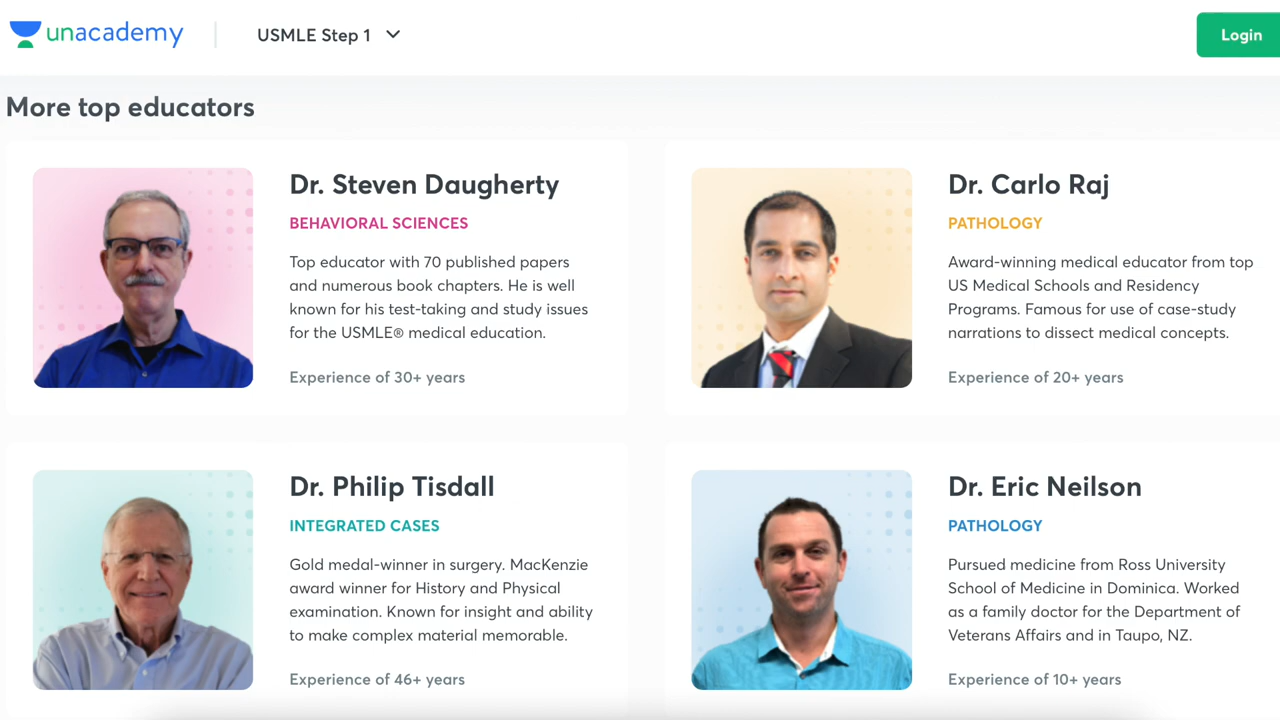 unacademy
USMLE Step 1
Login
More top educators
Dr. Steven Daugherty
BEHAVIORAL SCIENCES
Top educator with 70 published papers
and numerous book chapters. He is well
known for his test-taking and study issues
for the USMLE® medical education.
Experience of 30+ years
Dr. Carlo Raj
PATHOLOGY
Award-winning medical educator from top
US Medical Schools and Residency
Programs. Famous for use of case-study
narrations to dissect medical concepts.
Experience of 20+ years
Dr. Philip Tisdall
INTEGRATED CASES
Gold medal-winner in surgery. MacKenzie
award winner for History and Physical
examination. Known for insight and ability
to make complex material memorable.
Experience of 46+ years
Dr. Eric Neilson
PATHOLOGY
Pursued medicine from Ross University
School of Medicine in Dominica. Worked
as a family doctor for the Department of
Veterans Affairs and in Taupo, NZ.
Experience of 10+ years